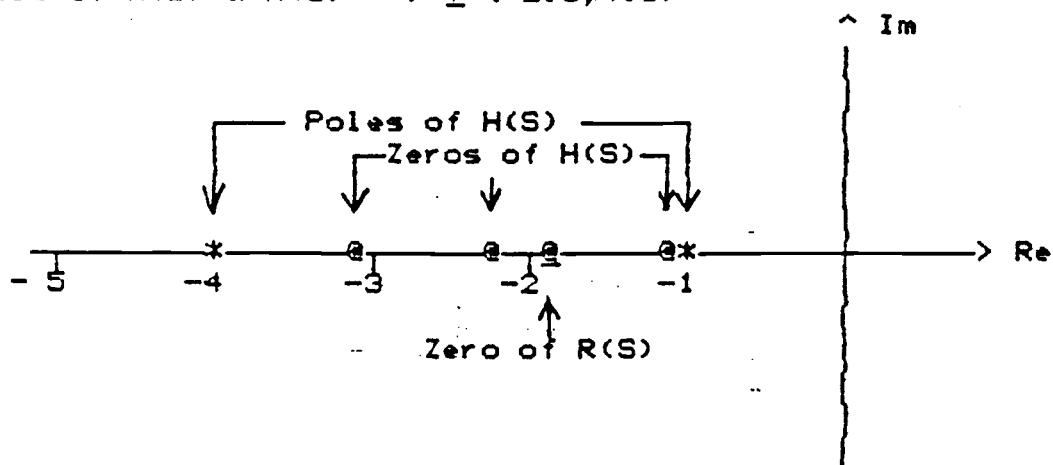 ^ Im
Poles of H(S)
Zeros of H(S)
> Re
- 5 -4 -3 -2 -1
Zero of R(S)